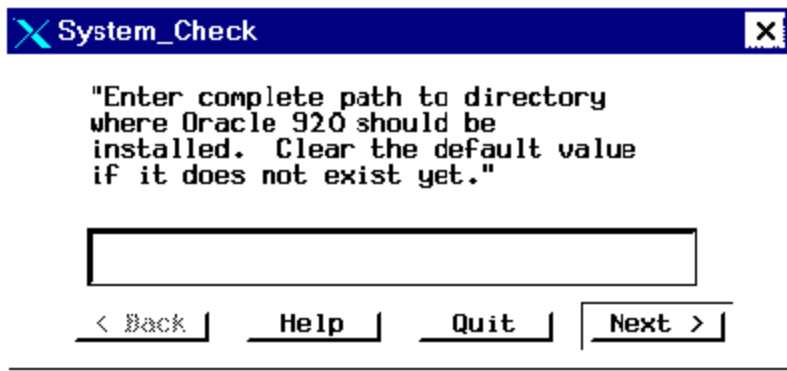 System_Check
"Enter complete path to directory
where Oracle 920 should be
installed.  Clear the default value
if it does not exist yet."
< Back Help Quit Next >